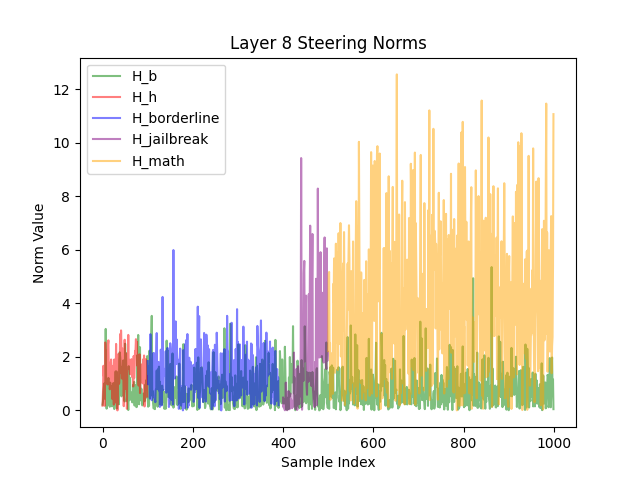 Layer 8 Steering Norms
H_b
H_h
H_borderline
H_jailbreak
H_math
Norm Value
12
10
8
6
4
2
0
0
200
400
600
800
1000
Sample Index